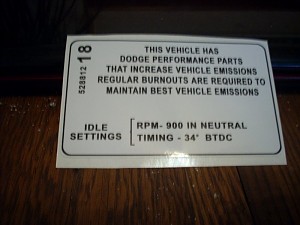 THIS VEHICLE HAS
DODGE PERFORMANCE PARTS
THAT INCREASE VEHICLE EMISSIONS
REGULAR BURNOUTS ARE REQUIRED TO
MAINTAIN BEST VEHICLE EMISSIONS
528812 18
IDLE SETTINGS
RPM- 900 IN NEUTRAL
TIMING - 34° BTDC